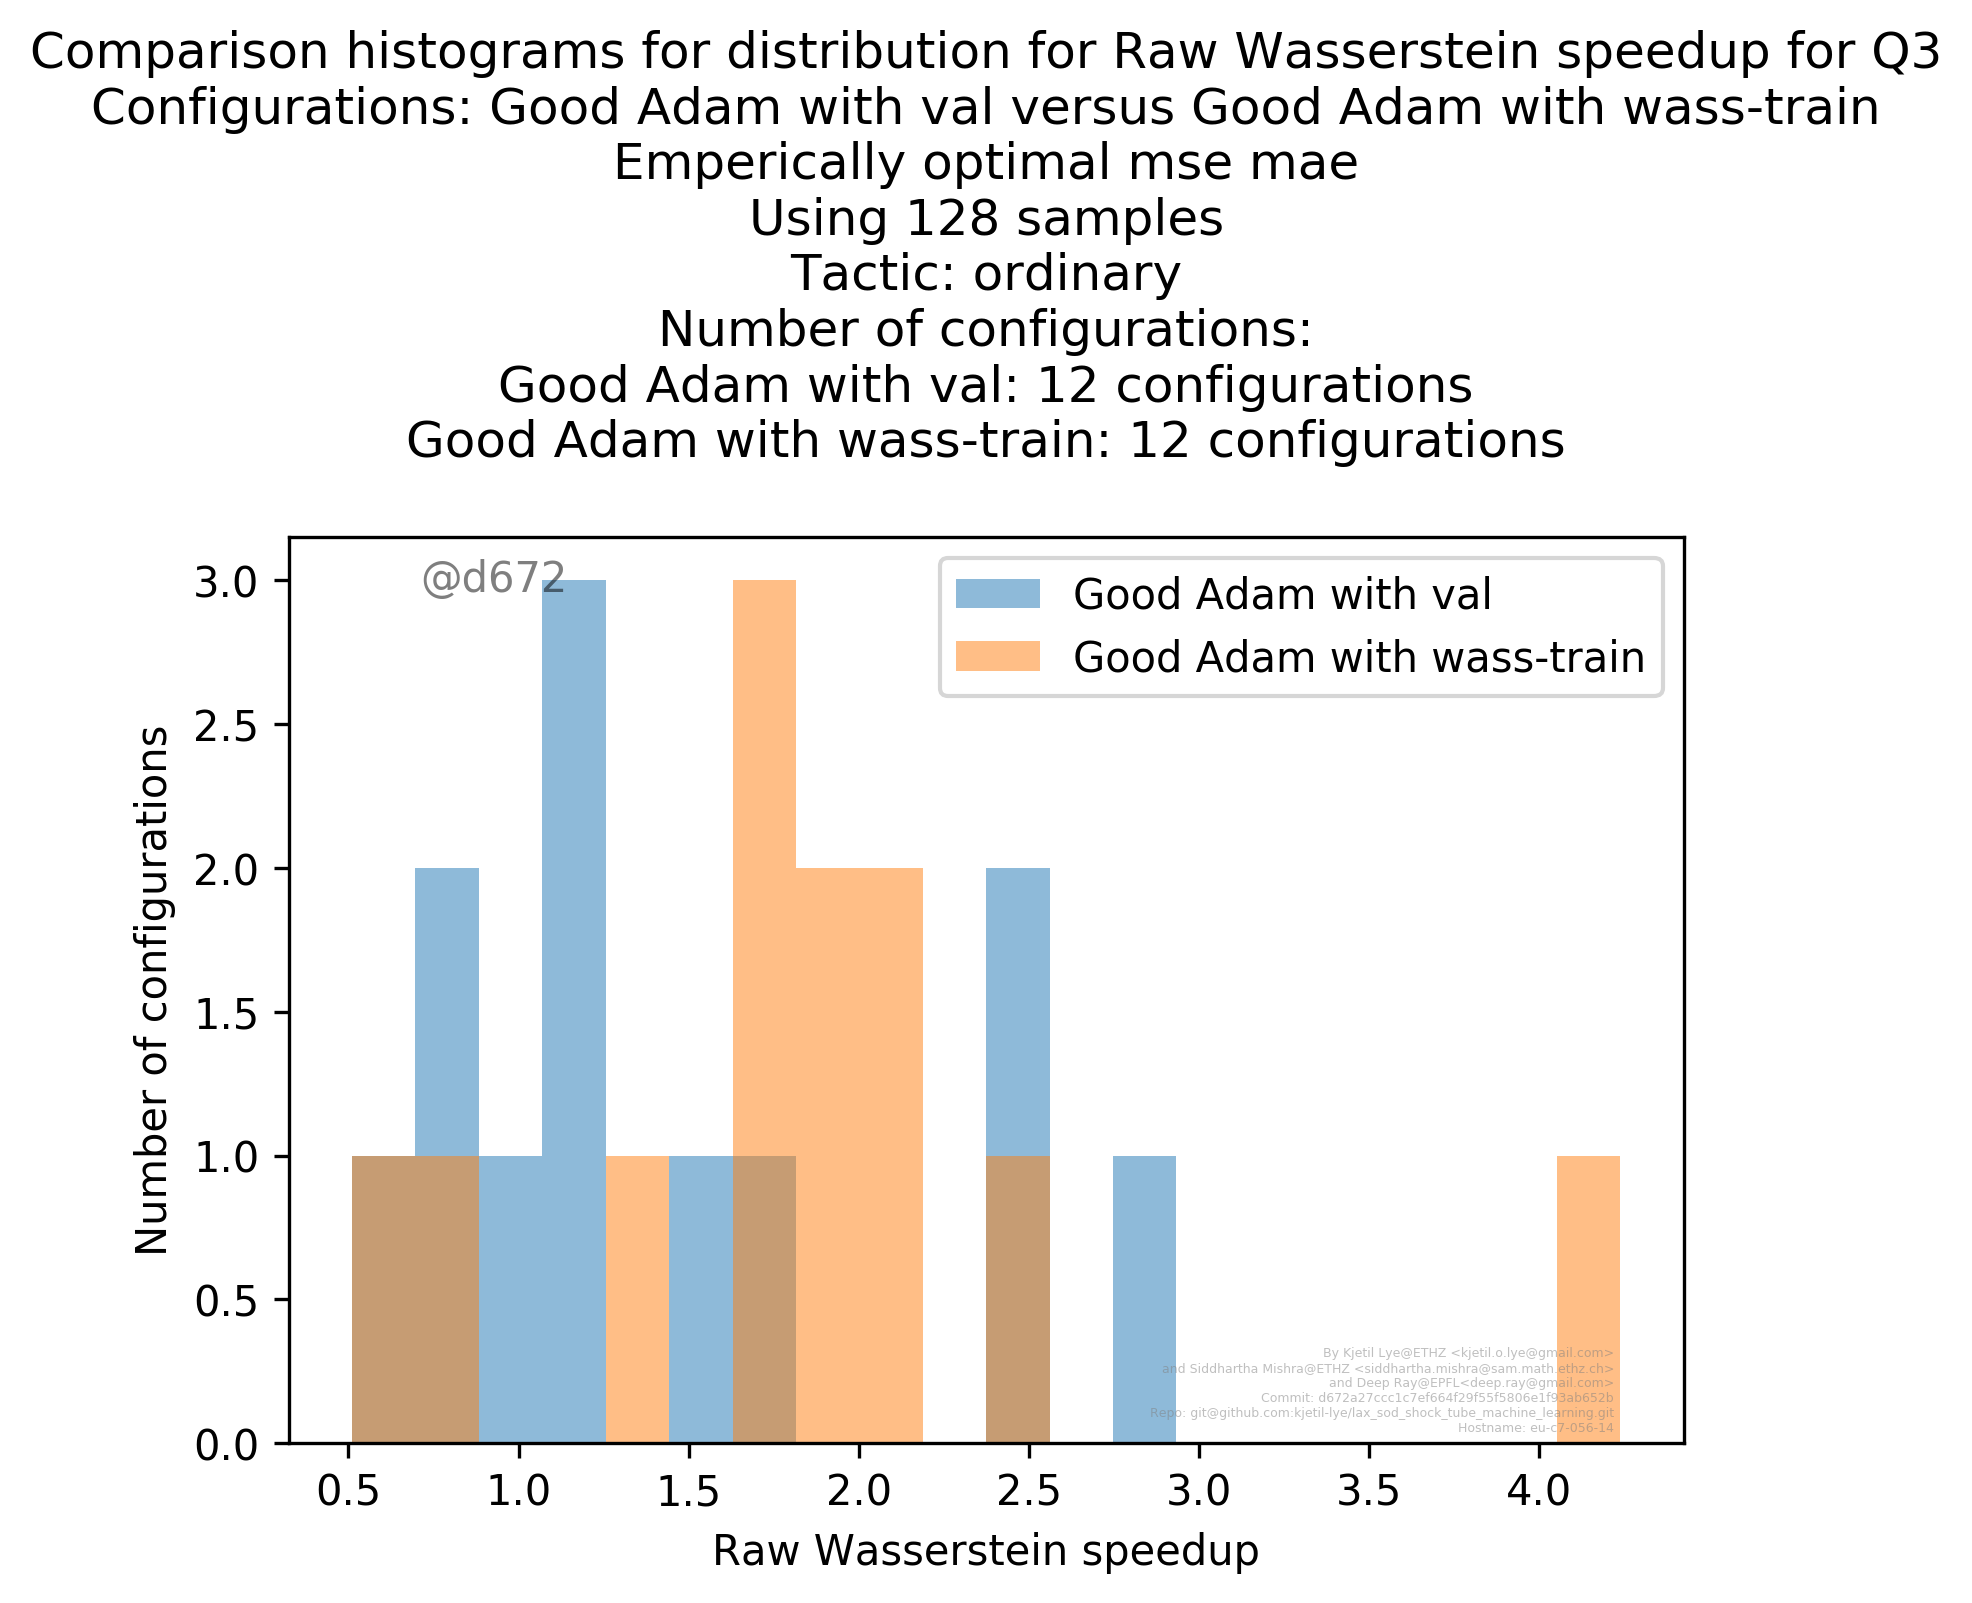 Comparison histograms for distribution for Raw Wasserstein speedup for Q3
Configurations: Good Adam with val versus Good Adam with wass-train
Emperically optimal mse mae
Using 128 samples
Tactic: ordinary
Number of configurations:
Good Adam with val: 12 configurations
Good Adam with wass-train: 12 configurations
@d672
Good Adam with val
Good Adam with wass-train
3.0
2.5
2.0
1.5
1.0
0.5
0.0
Number of configurations
By Kjetil Lye@ETHZ <kjetil.o.lye@gmail.com>
and Siddhartha Mishra@ETHZ <siddhartha.mishra@sam.math.ethz.ch>
and Deep Ray@EPFL<deep.ray@gmail.com>
Commit: d672a27ccc1c7ef664f29f55f5806e1f93ab652b
Repo: git@github.com:kjetil-lye/lax_sod_shock_tube_machine_learning.git
Hostname: eu-c7-056-14
0.5 1.0 1.5 2.0 2.5 3.0 3.5 4.0
Raw Wasserstein speedup